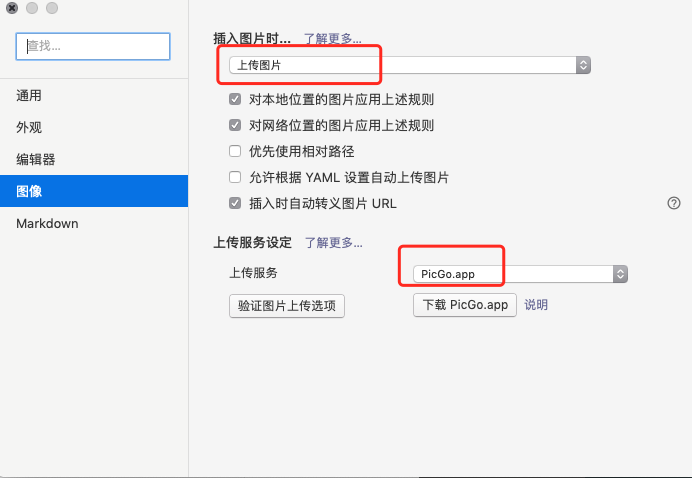 查找...
通用
外观
编辑器
图像
Markdown
插入图片时... 了解更多...
上传图片
对本地位置的图片应用上述规则
对网络位置的图片应用上述规则
优先使用相对路径
允许根据 YAML 设置自动上传图片
插入时自动转义图片 URL
?
上传服务设定 了解更多...
上传服务 PicGo.app
验证图片上传选项 下载 PicGo.app 说明